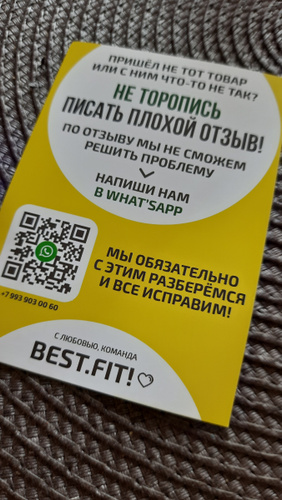 ПРИШЁЛ НЕ ТОТ ТОВАР
ИЛИ С НИМ ЧТО-ТО НЕ ТАК?
НЕ ТОРОПИСЬ
ПИСАТЬ ПЛОХОЙ ОТЗЫВ!
ПО ОТЗЫВУ МЫ НЕ СМОЖЕМ
РЕШИТЬ ПРОБЛЕМУ
НАПИШИ НАМ
В WHAT'SAPP
+7 993 903 00 60
МЫ ОБЯЗАТЕЛЬНО
С ЭТИМ РАЗБЕРЁМСЯ
И ВСЕ ИСПРАВИМ!
С ЛЮБОВЬЮ, КОМАНДА
BEST.FIT!